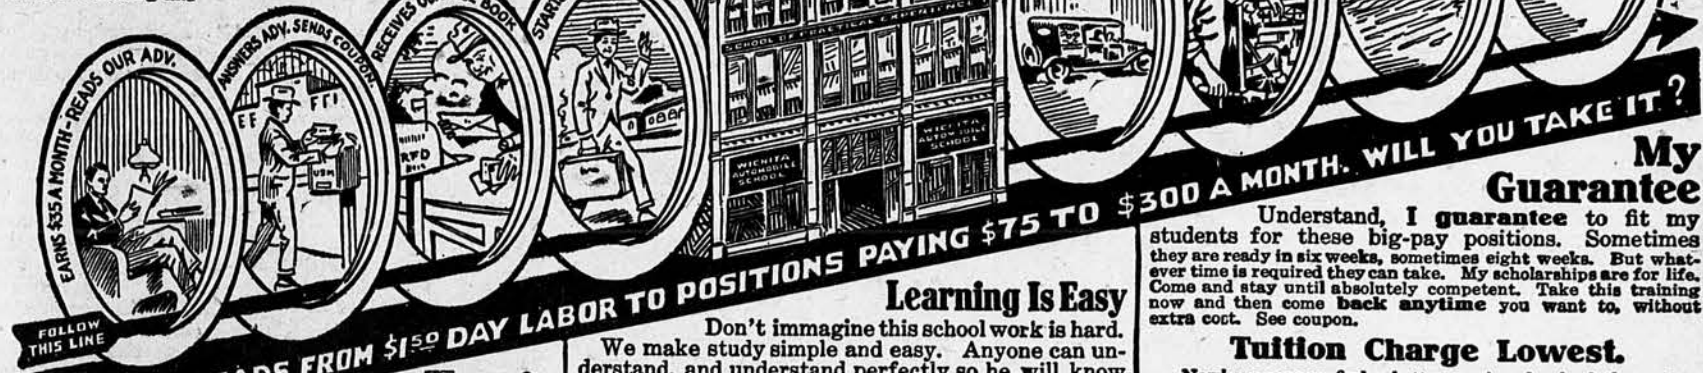 EARNS $35 A MONTH-READS OUR ADV.
ANSWERS ADV. SENDS COUPON.
RECEIVES OUR
BOOK
START
EF
FTI
USM
RFD
SCHOOL OF PRACTICAL EXPERIENCE
WICHITA
AUTOMOBILE
SCHOOL
WICHITA
AUTOMOBILE
SCHOOL
FOLLOW
THIS LINE
FROM $1.50 DAY LABOR TO POSITIONS PAYING $75 TO $300 A MONTH. WILL YOU TAKE IT?
Learning Is Easy
Don't immagine this school work is hard.
We make study simple and easy. Anyone can un-
derstand, and understand perfectly so he will know
My
Guarantee
Understand, I guarantee to fit my
students for these big-pay positions. Sometimes
they are ready in six weeks, sometimes eight weeks. But what-
ever time is required they can take. My scholarships are for life.
Come and stay until absolutely competent. Take this training
now and then come back anytime you want to, without
extra cost. See coupon.
Tuition Charge Lowest.